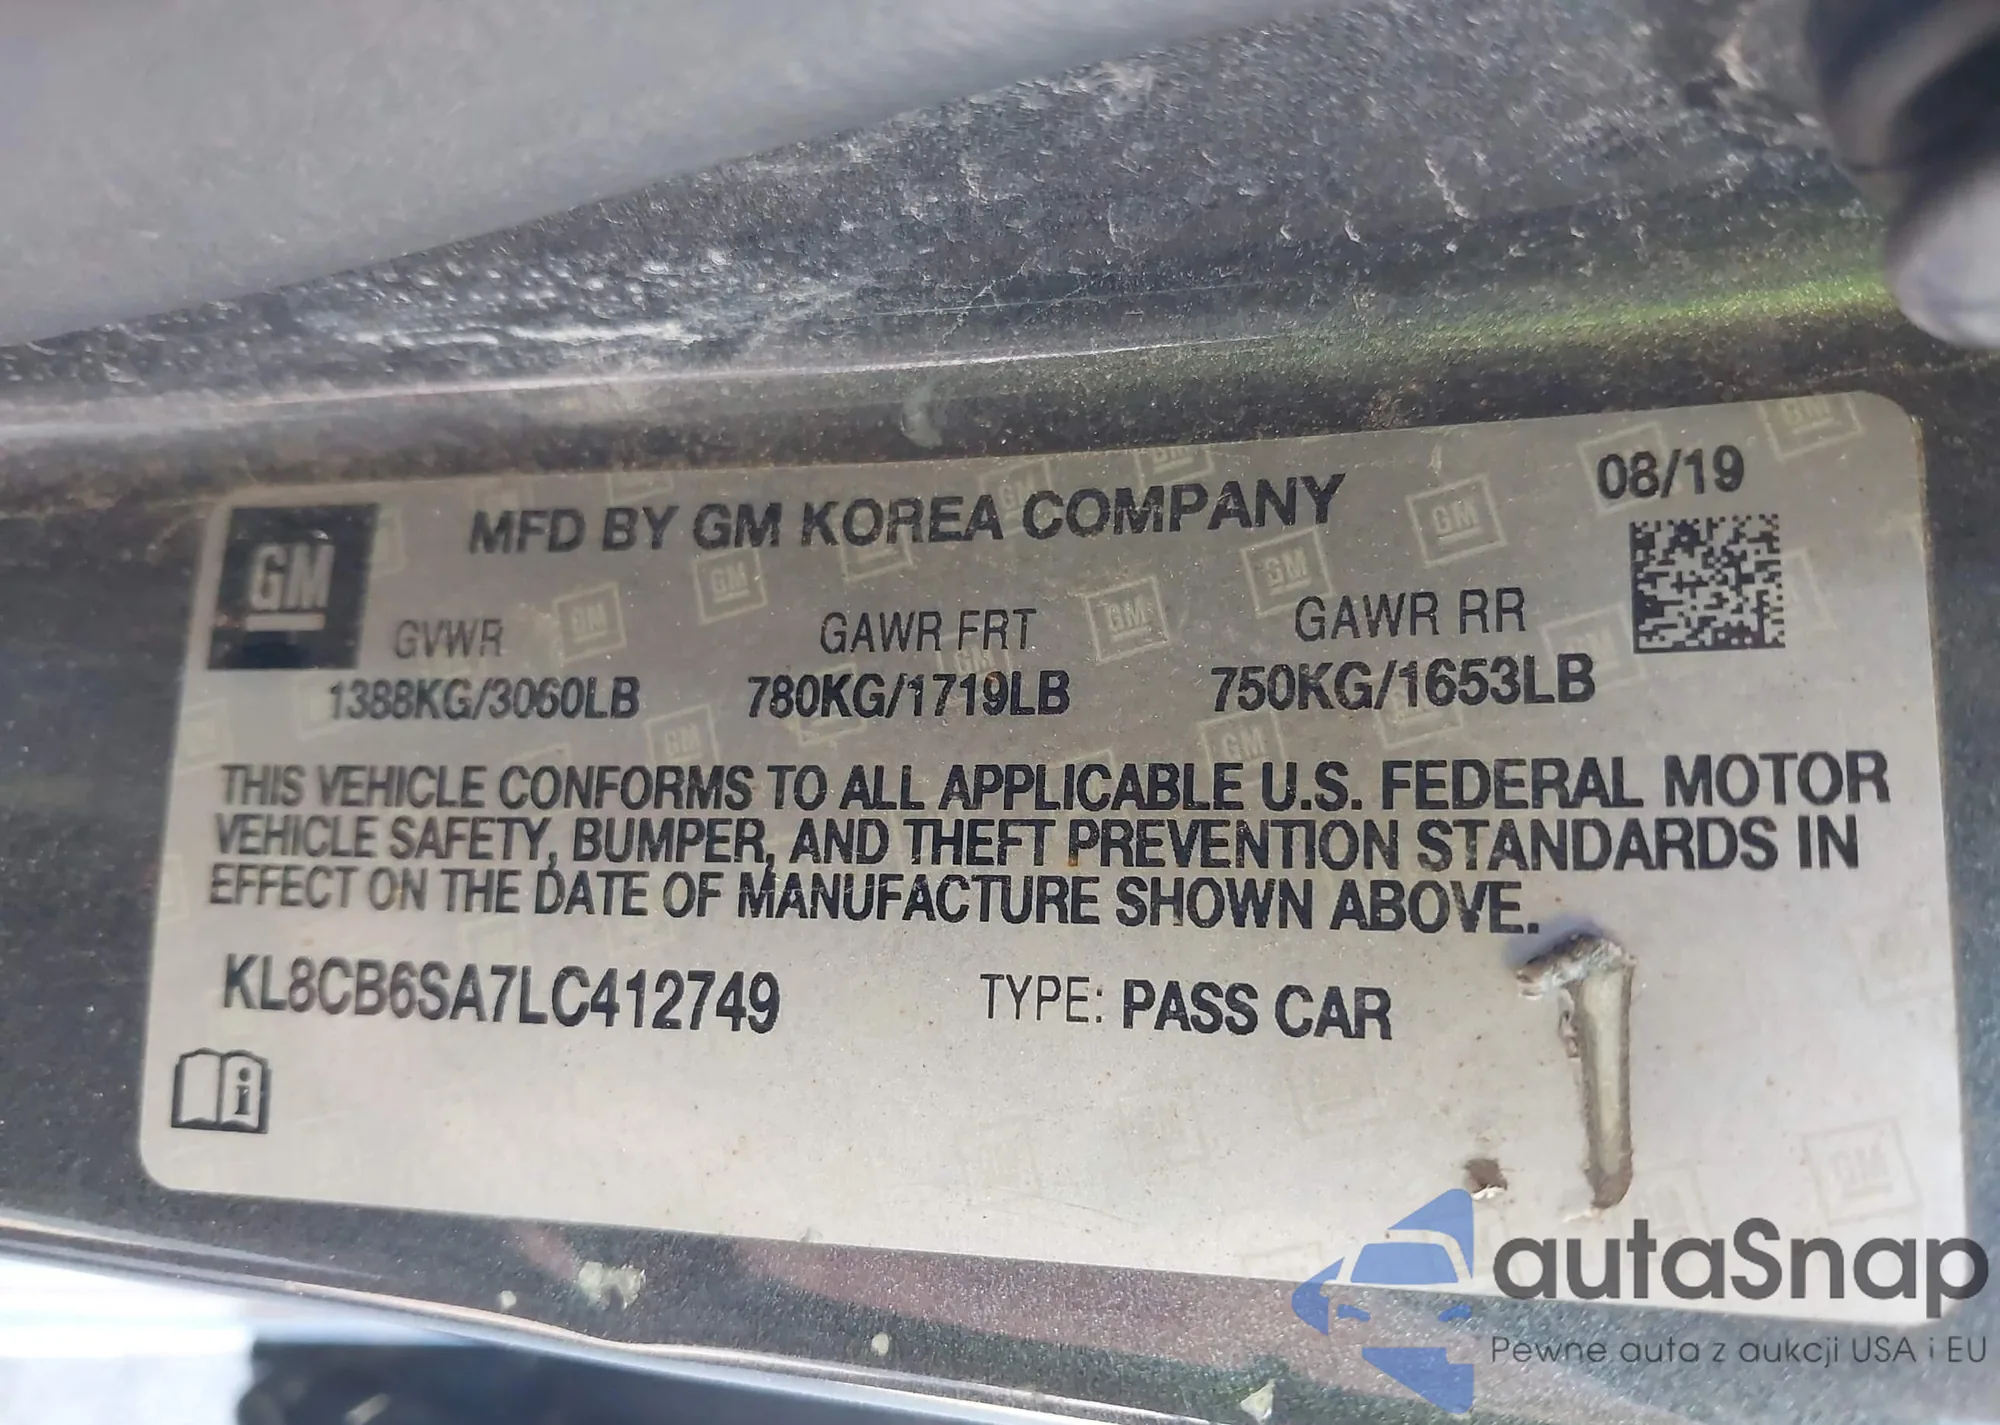 MFD BY GM KOREA COMPANY
08/19
GM
GVWR
GAWR FRT
GAWR RR
1388KG/3060LB
780KG/1719LB
750KG/1653LB
THIS VEHICLE CONFORMS TO ALL APPLICABLE U.S. FEDERAL MOTOR
VEHICLE SAFETY, BUMPER, AND THEFT PREVENTION STANDARDS IN
EFFECT ON THE DATE OF MANUFACTURE SHOWN ABOVE.
KL8CB6SA7LC412749
TYPE: PASS CAR
autaSnap
Pewne auta z aukcji USA i EU